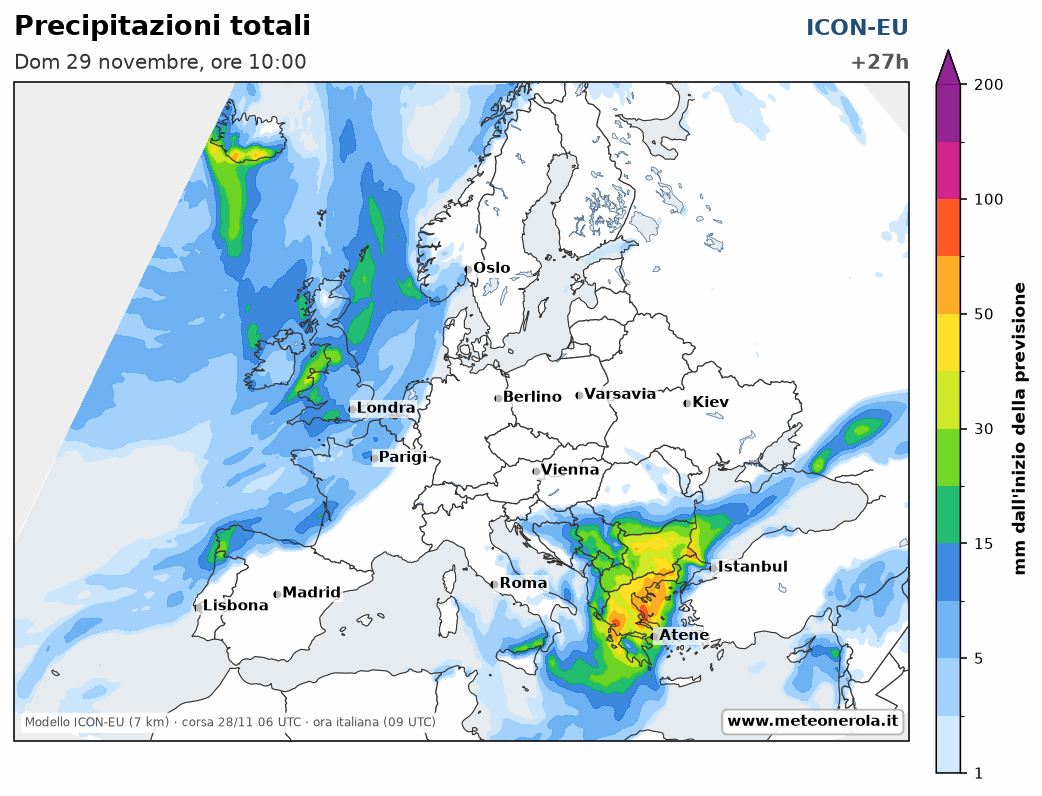 Precipitazioni totali
ICON-EU
Dom 29 novembre, ore 10:00
+27h
200
100
50
30
15
5
1
mm dall'inizio della previsione
Oslo
Berlino
Varsavia
Kiev
Londra
Parigi
Vienna
Istanbul
Roma
Madrid
Lisbona
Atene
Modello ICON-EU (7 km) · corsa 28/11 06 UTC · ora italiana (09 UTC)
www.meteonerola.it